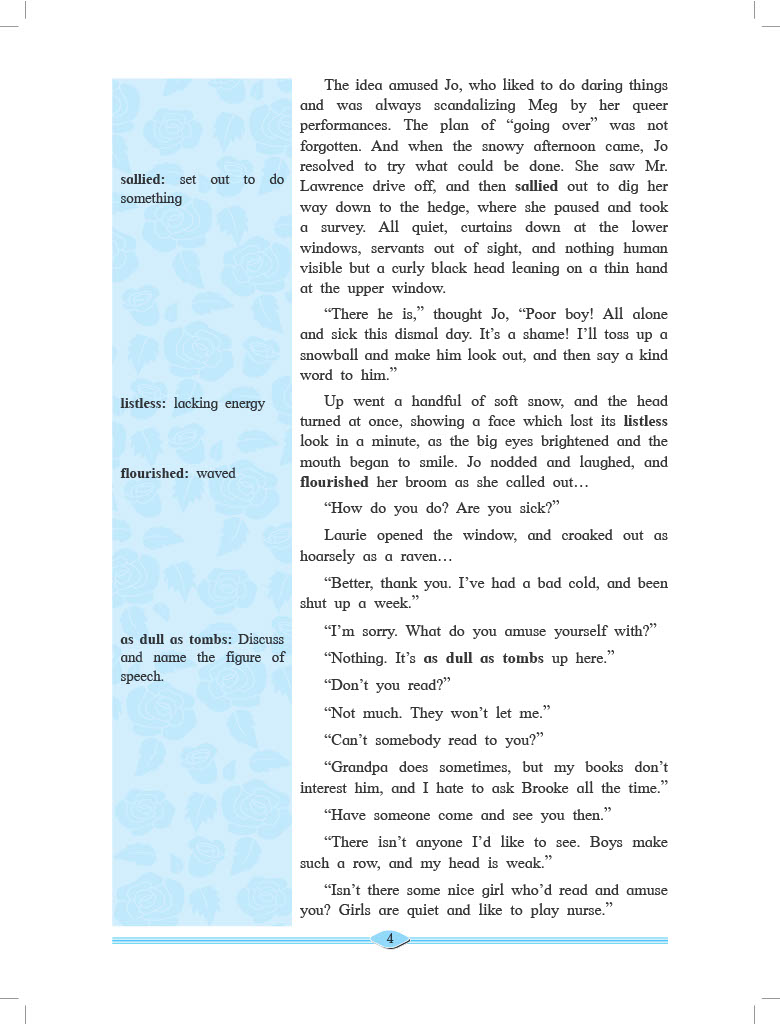 The idea amused Jo, who liked to do daring things
and was always scandalizing Meg by her queer
performances. The plan of “going over” was not
forgotten. And when the snowy afternoon came, Jo
resolved to try what could be done. She saw Mr.
Lawrence drive off, and then sallied out to dig her
way down to the hedge, where she paused and took
a survey. All quiet, curtains down at the lower
windows, servants out of sight, and nothing human
visible but a curly black head leaning on a thin hand
at the upper window.
“There he is,” thought Jo, “Poor boy! All alone
and sick this dismal day. It’s a shame! I’ll toss up a
snowball and make him look out, and then say a kind
word to him.”
Up went a handful of soft snow, and the head
turned at once, showing a face which lost its listless
look in a minute, as the big eyes brightened and the
mouth began to smile. Jo nodded and laughed, and
flourished her broom as she called out…
“How do you do? Are you sick?”
Laurie opened the window, and croaked out as
hoarsely as a raven…
“Better, thank you. I’ve had a bad cold, and been
shut up a week.”
“I’m sorry. What do you amuse yourself with?”
“Nothing. It’s as dull as tombs up here.”
“Don’t you read?”
“Not much. They won’t let me.”
“Can’t somebody read to you?”
“Grandpa does sometimes, but my books don’t
interest him, and I hate to ask Brooke all the time.”
“Have someone come and see you then.”
“There isn’t anyone I’d like to see. Boys make
such a row, and my head is weak.”
“Isn’t there some nice girl who’d read and amuse
you? Girls are quiet and like to play nurse.”
sallied: set out to do
something
listless: lacking energy
flourished: waved
as dull as tombs: Discuss
and name the figure of
speech.
4